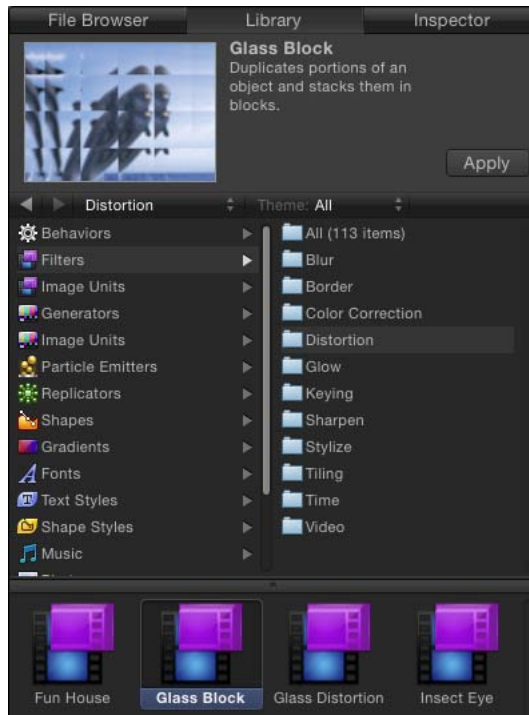 File Browser Library Inspector
Glass Block
Duplicates portions of an
object and stacks them in
blocks.
Apply
Distortion Theme: All
Behaviors
Filters
Image Units
Generators
Image Units
Particle Emitters
Replicators
Shapes
Gradients
Fonts
Text Styles
Shape Styles
Music
All (113 items)
Blur
Border
Color Correction
Distortion
Glow
Keying
Sharpen
Stylize
Tiling
Time
Video
Fun House Glass Block Glass Distortion Insect Eye